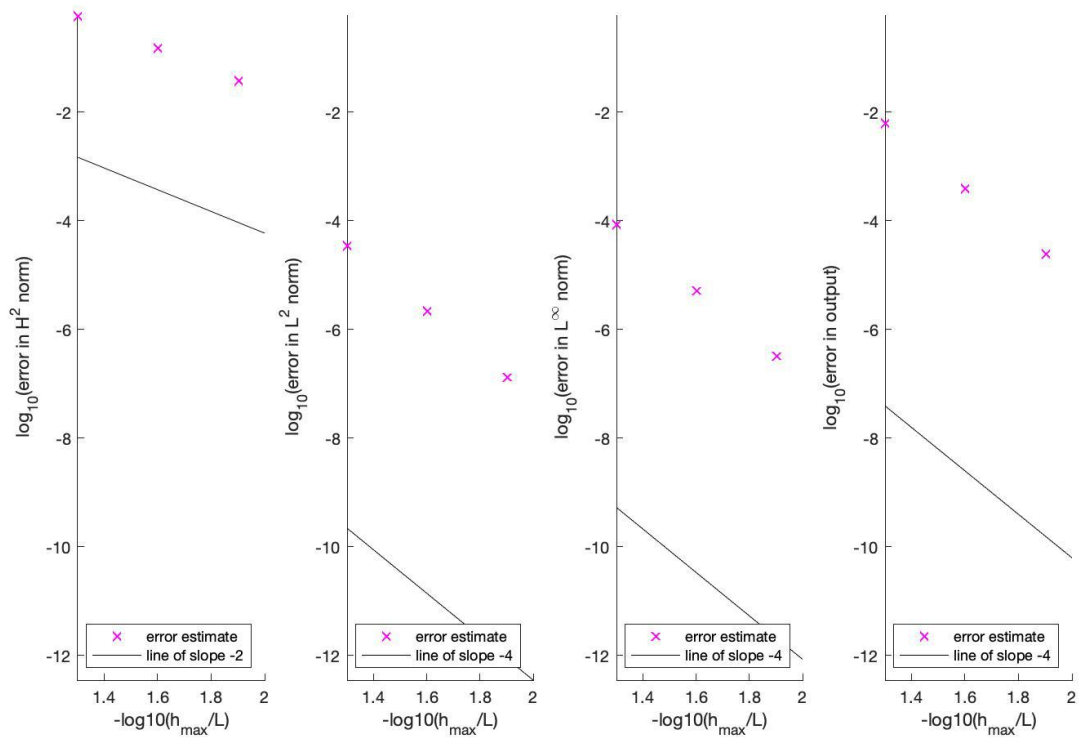 log10(error in H² norm)
-2
-4
-6
-8
-10
-12
error estimate
line of slope -2
1.4
1.6
1.8
2
-log10(hmax/L)
log10(error in L² norm)
-2
-4
-6
-8
-10
-12
error estimate
line of slope -4
1.4
1.6
1.8
2
-log10(hmax/L)
log10(error in L∞ norm)
-2
-4
-6
-8
-10
-12
error estimate
line of slope -4
1.4
1.6
1.8
2
-log10(hmax/L)
log10(error in output)
-2
-4
-6
-8
-10
-12
error estimate
line of slope -4
1.4
1.6
1.8
2
-log10(hmax/L)